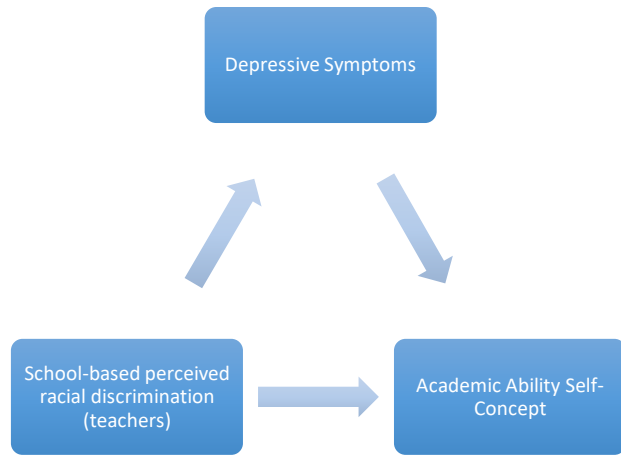 Depressive Symptoms
School-based perceived
racial discrimination
(teachers)
Academic Ability Self-
Concept